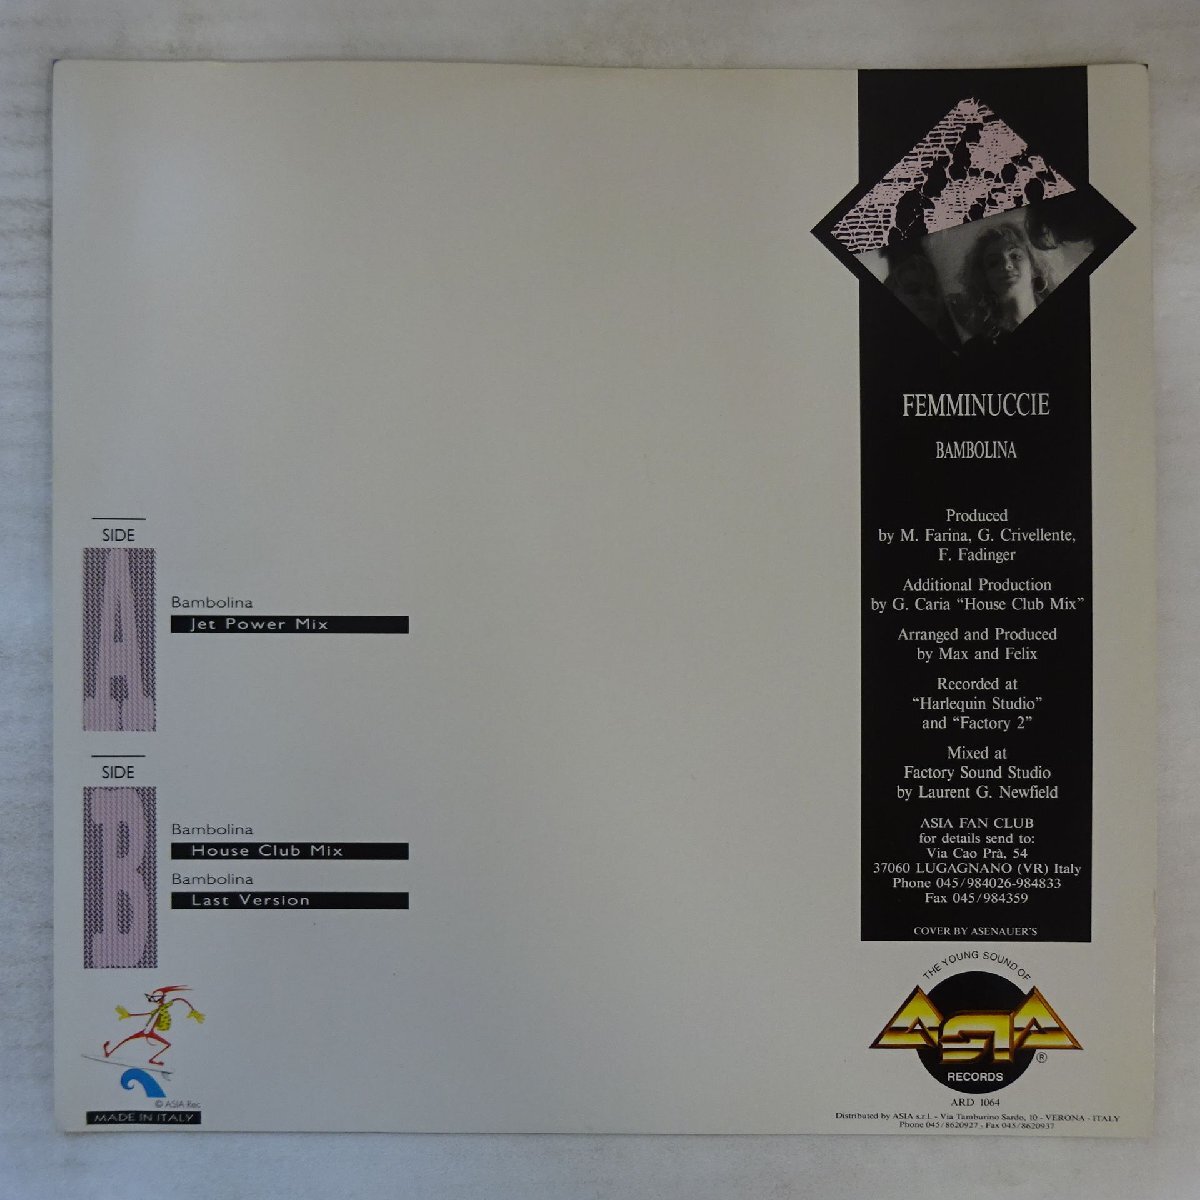 FEMMINUCCIE
BAMBOLINA
Produced
by M. Farina, G. Crivellente,
F. Fadinger
Additional Production
by G. Caria “House Club Mix”
Arranged and Produced
by Max and Felix
Recorded at
“Harlequin Studio”
and “Factory 2”
Mixed at
Factory Sound Studio
by Laurent G. Newfield
ASIA FAN CLUB
for details send to:
Via Cao Prà, 54
37060 LUGAGNANO (VR) Italy
Phone 045/984026-984833
Fax 045/984359
COVER BY ASENAUER'S
SIDE
A
Bambolina
Jet Power Mix
SIDE
B
Bambolina
House Club Mix
Bambolina
Last Version
© ASIA Rec
MADE IN ITALY
THE YOUNG SOUND OF
ASIA
®
RECORDS
ARD 1064
Distributed by ASIA s.r.l. - Via Tamburino Sardo, 10 - VERONA - ITALY
Phone 045/8620927 - Fax 045/8620937